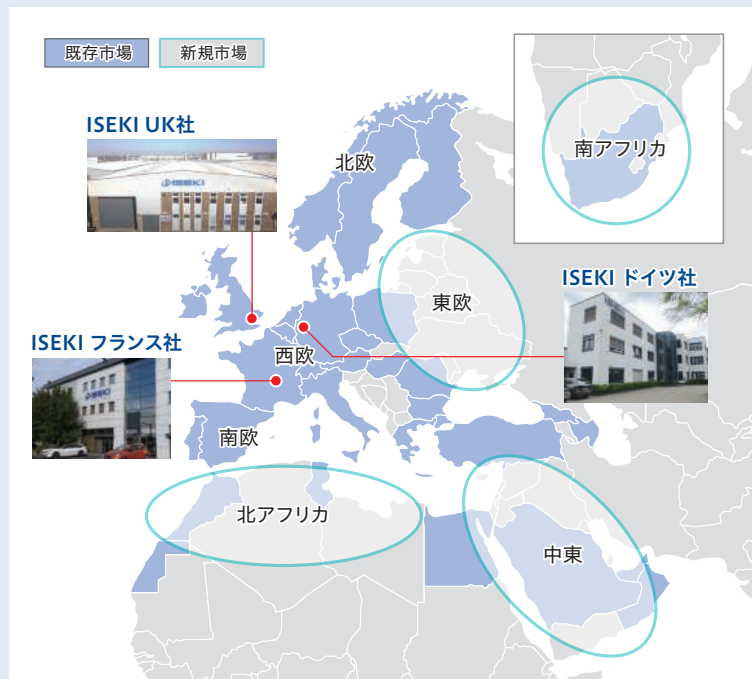 既存市場
新規市場
ISEKI UK社
ISEKI
北欧
南アフリカ
東欧
ISEKI ドイツ社
ISEKI フランス社
ISEKI
西欧
南欧
北アフリカ
中東